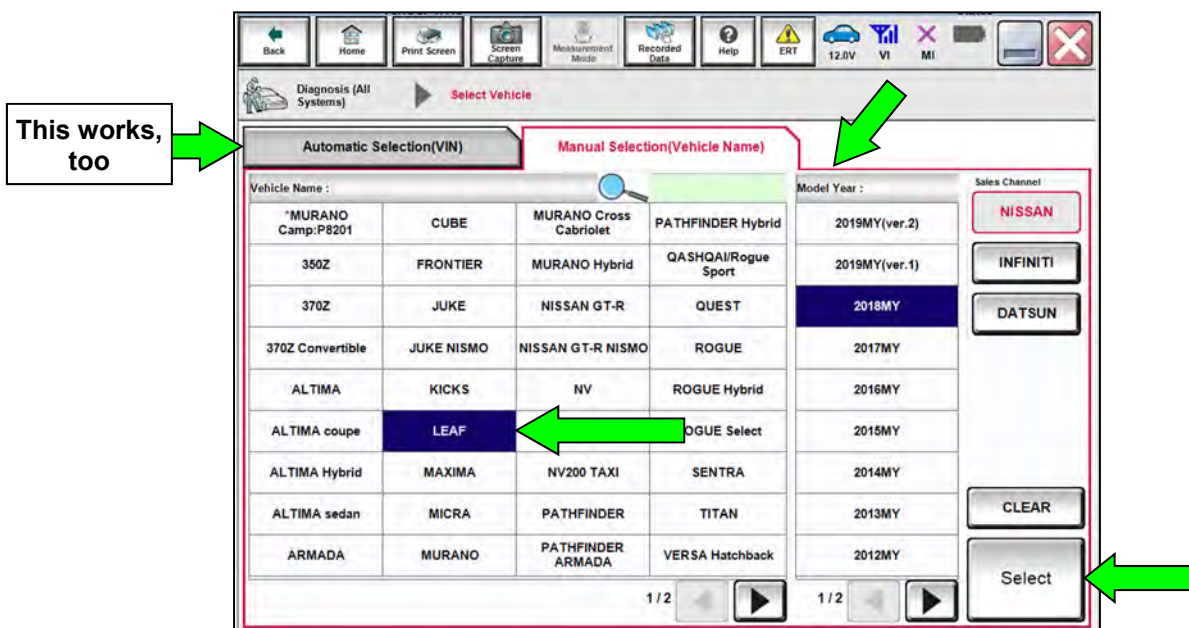 Back
Home
Print Screen
Screen
Capture
Measurement
Mode
Recorded
Data
Help
ERT
12.0V
VI
MI
Diagnosis (All
Systems)
Select Vehicle
This works,
too
Automatic Selection(VIN)
Manual Selection(Vehicle Name)
Vehicle Name :
Model Year :
Sales Channel
*MURANO
Camp:P8201
CUBE
MURANO Cross
Cabriolet
PATHFINDER Hybrid
2019MY(ver.2)
NISSAN
350Z
FRONTIER
MURANO Hybrid
QASHQAI/Rogue
Sport
2019MY(ver.1)
INFINITI
370Z
JUKE
NISSAN GT-R
QUEST
2018MY
DATSUN
370Z Convertible
JUKE NISMO
NISSAN GT-R NISMO
ROGUE
2017MY
ALTIMA
KICKS
NV
ROGUE Hybrid
2016MY
ALTIMA coupe
LEAF
OGUE Select
2015MY
ALTIMA Hybrid
MAXIMA
NV200 TAXI
SENTRA
2014MY
ALTIMA sedan
MICRA
PATHFINDER
TITAN
2013MY
CLEAR
ARMADA
MURANO
PATHFINDER
ARMADA
VERSA Hatchback
2012MY
Select
1/2
1/2